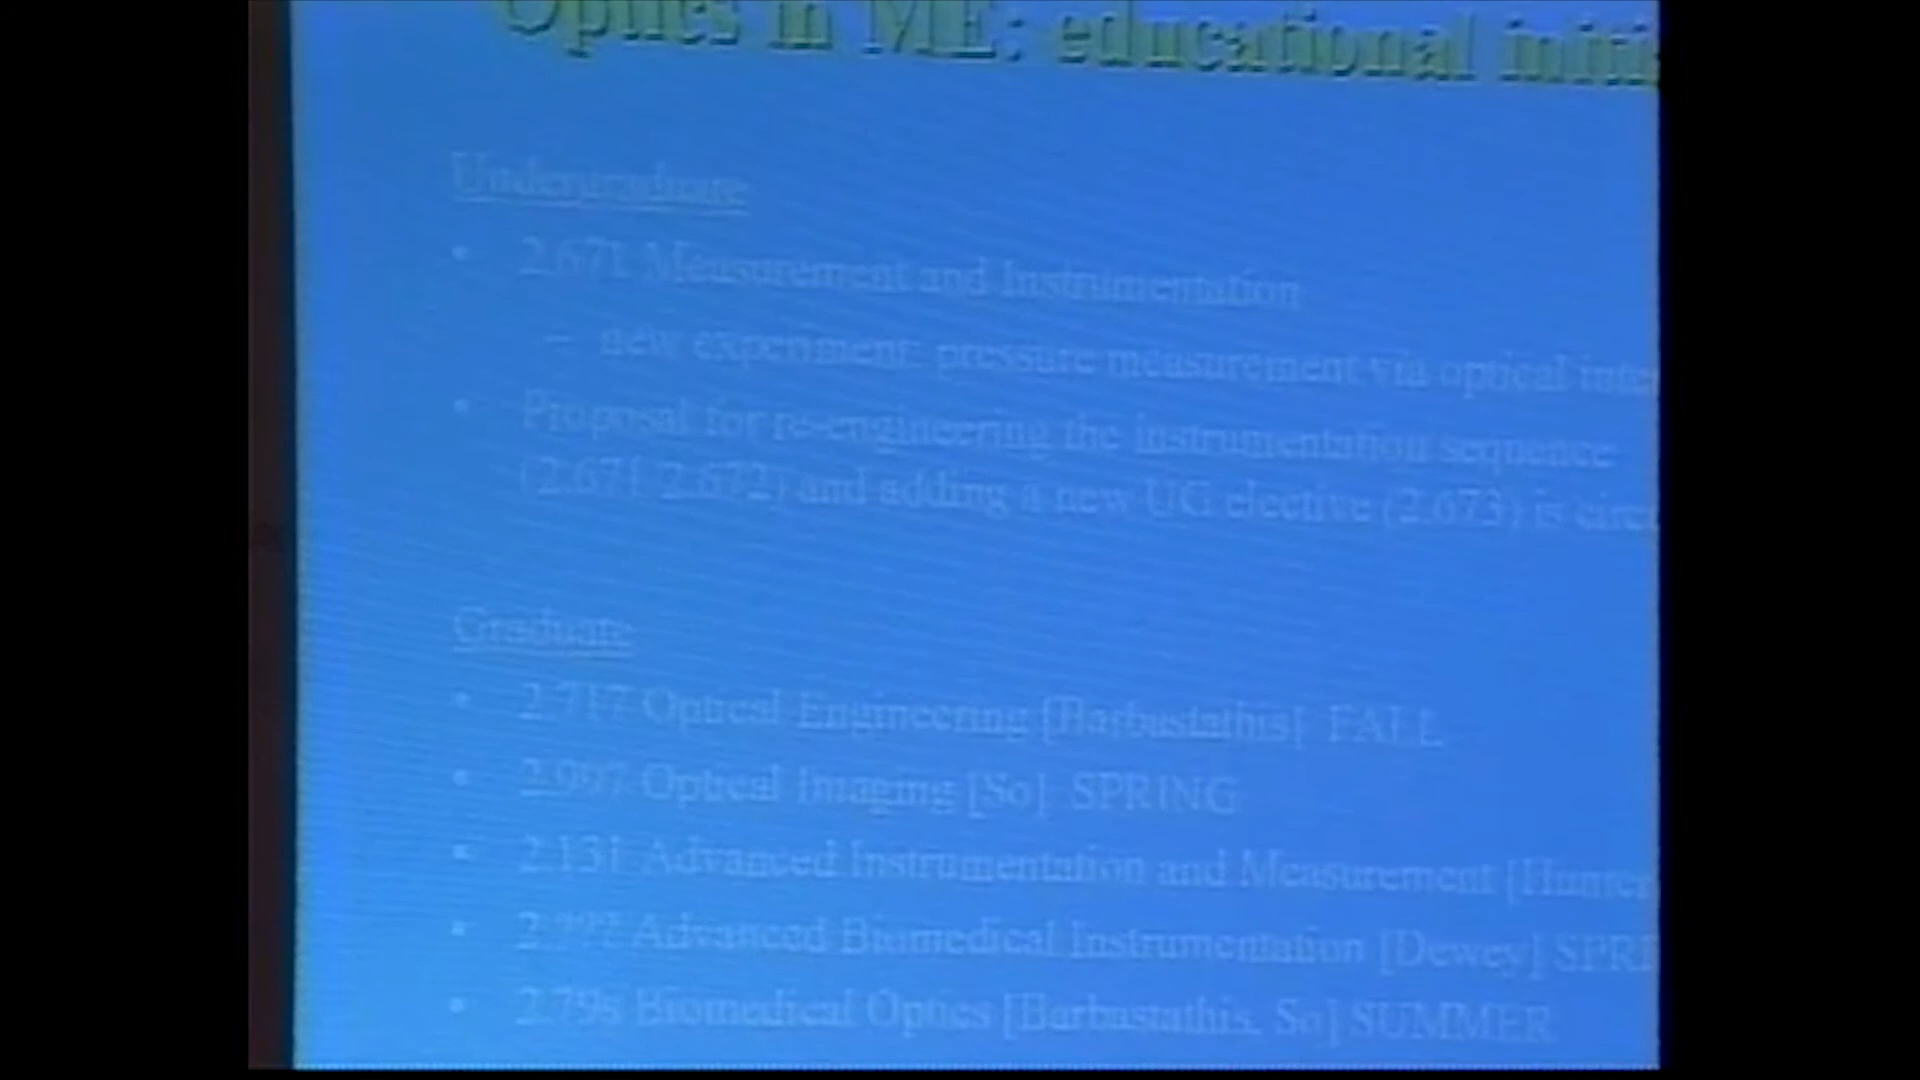 Optics in ME: educational initi
Undergraduate
• 2.671 Measurement and Instrumentation
– new experiment: pressure measurement via optical inte
• Proposal for re-engineering the instrumentation sequence
(2.671 2.672) and adding a new UG elective (2.673) is circ
Graduate
• 2.717 Optical Engineering [Barbastathis] FALL
• 2.997 Optical Imaging [So] SPRING
• 2.131 Advanced Instrumentation and Measurement [Hunter
• Advanced Biomedical Instrumentation [Dewey] SPRI
• 2.79s Biomedical Optics [Barbastathis, So] SUMMER